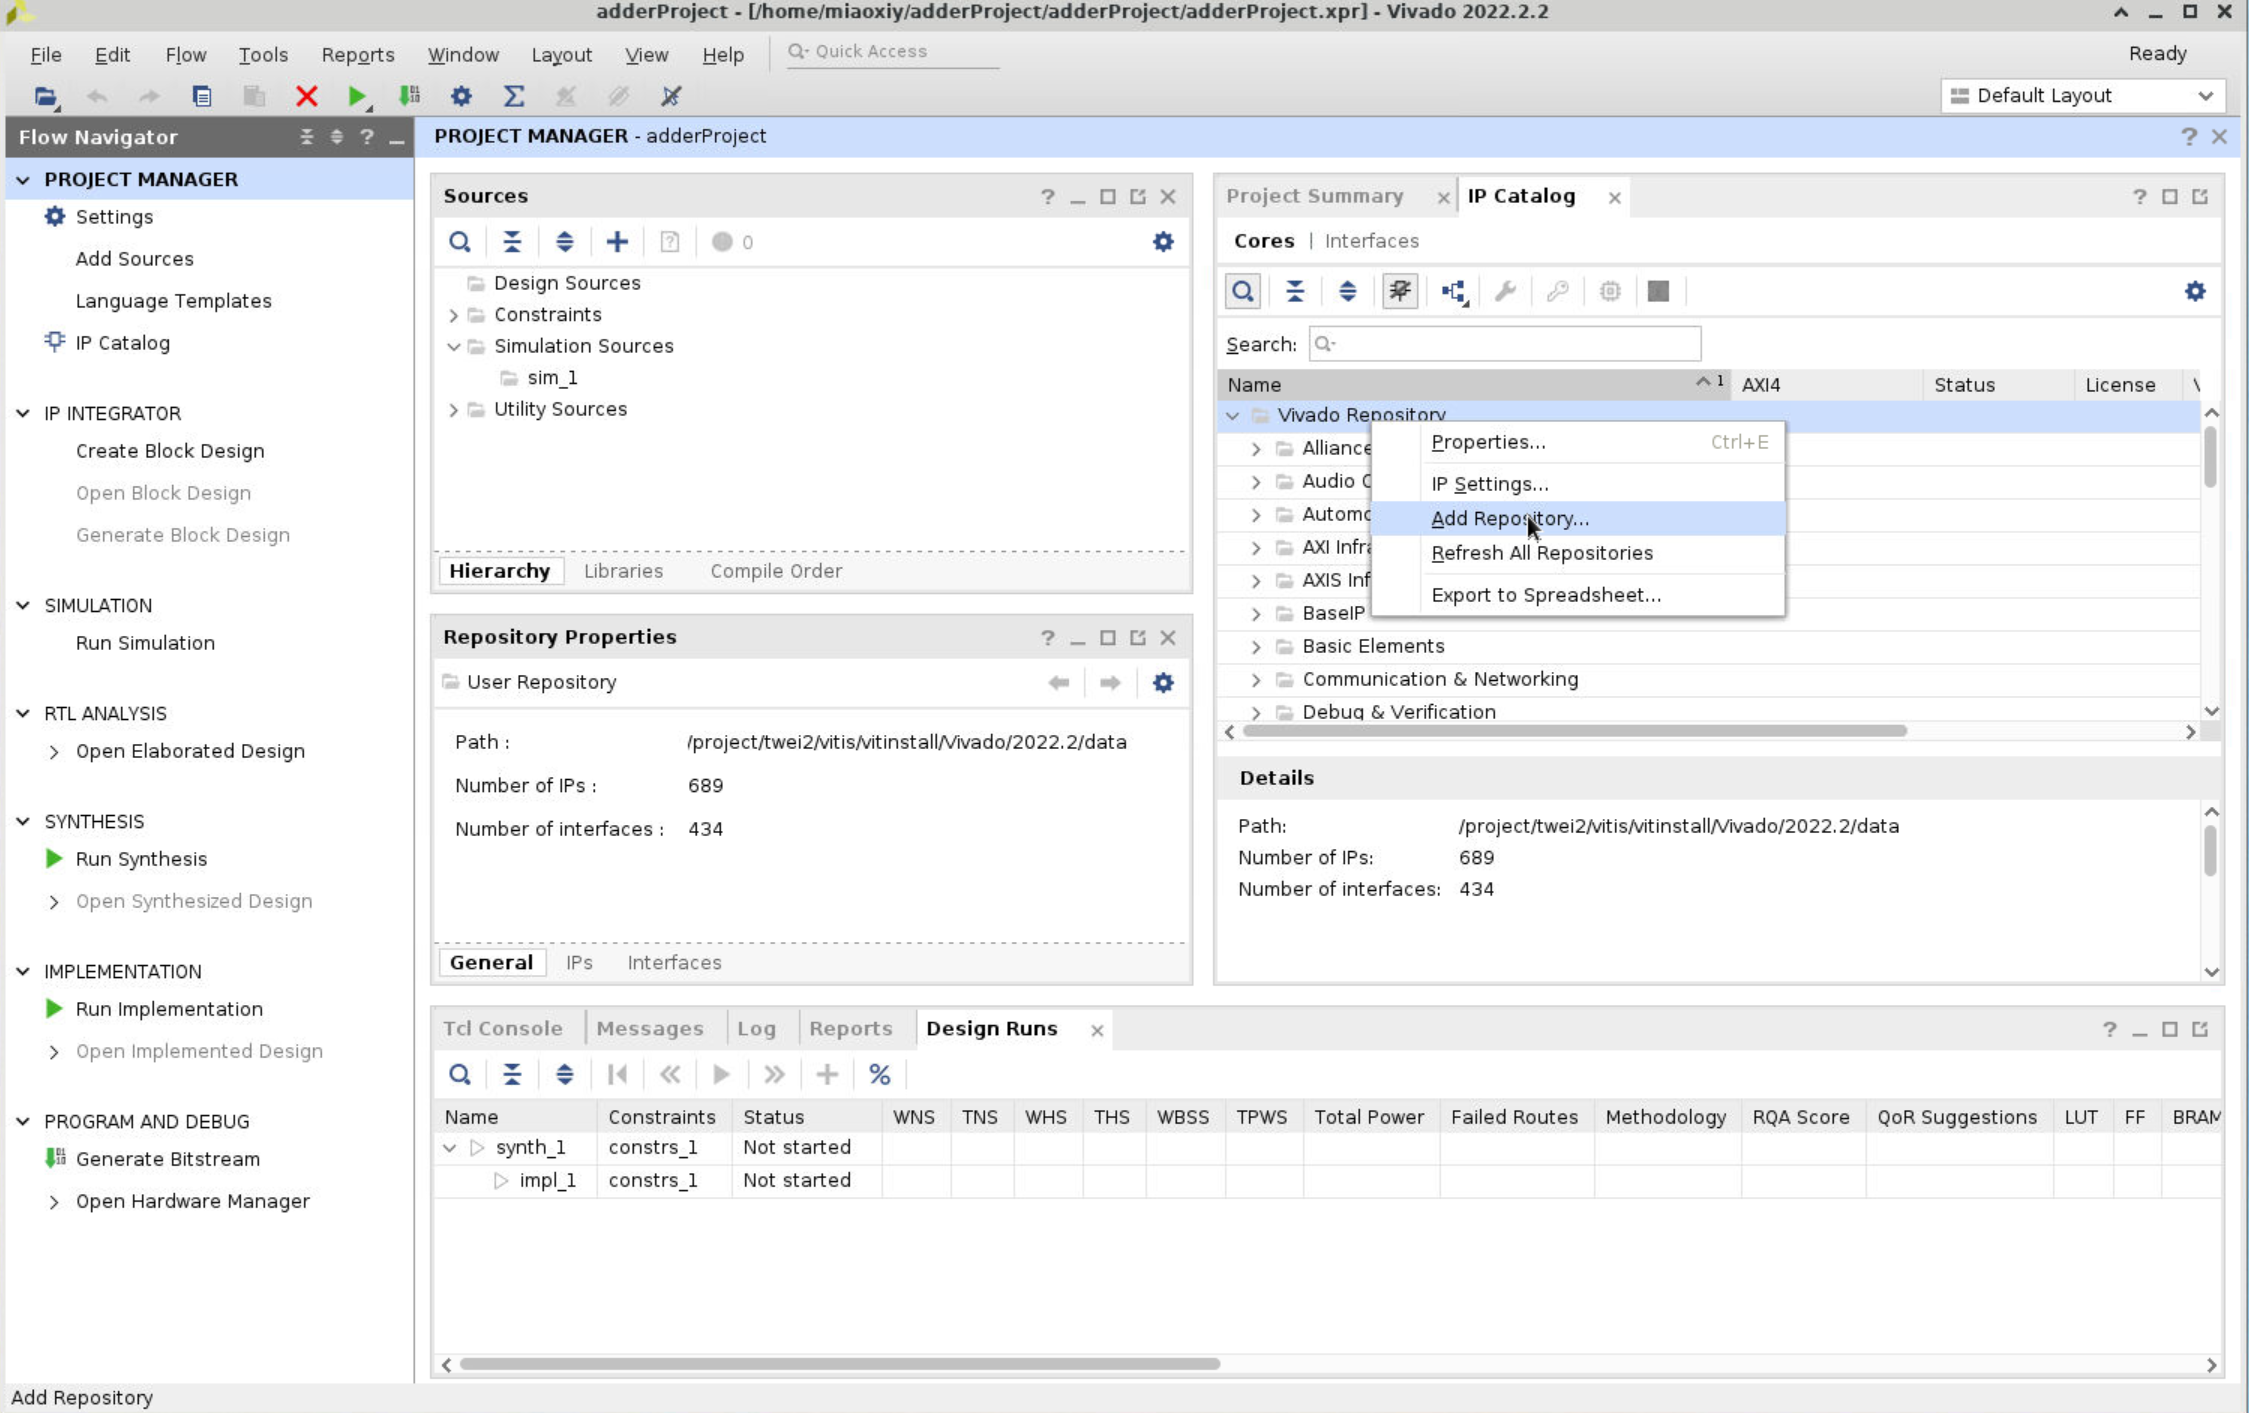 adderProject - [/home/miaoxiy/adderProject/adderProject/adderProject.xpr] - Vivado 2022.2.2
File Edit Flow Tools Reports Window Layout View Help Quick Access Ready
Default Layout
Flow Navigator
PROJECT MANAGER
Settings
Add Sources
Language Templates
IP Catalog
IP INTEGRATOR
Create Block Design
Open Block Design
Generate Block Design
SIMULATION
Run Simulation
RTL ANALYSIS
Open Elaborated Design
SYNTHESIS
Run Synthesis
Open Synthesized Design
IMPLEMENTATION
Run Implementation
Open Implemented Design
PROGRAM AND DEBUG
Generate Bitstream
Open Hardware Manager
PROJECT MANAGER - adderProject
Sources
0
Design Sources
Constraints
Simulation Sources
sim_1
Utility Sources
Hierarchy Libraries Compile Order
Repository Properties
User Repository
Path : /project/twei2/vitis/vitinstall/Vivado/2022.2/data
Number of IPs : 689
Number of interfaces : 434
General IPs Interfaces
Project Summary IP Catalog
Cores | Interfaces
Search:
Name 1 AXI4 Status License
Vivado Repository
Alliance
Audio
Automo
AXI Infra
AXIS Inf
BaseIP
Basic Elements
Communication & Networking
Debug & Verification
Properties... Ctrl+E
IP Settings...
Add Repository...
Refresh All Repositories
Export to Spreadsheet...
Details
Path: /project/twei2/vitis/vitinstall/Vivado/2022.2/data
Number of IPs: 689
Number of interfaces: 434
Tcl Console Messages Log Reports Design Runs
Name Constraints Status WNS TNS WHS THS WBSS TPWS Total Power Failed Routes Methodology RQA Score QoR Suggestions LUT FF BRAM
synth_1 constrs_1 Not started
impl_1 constrs_1 Not started
Add Repository